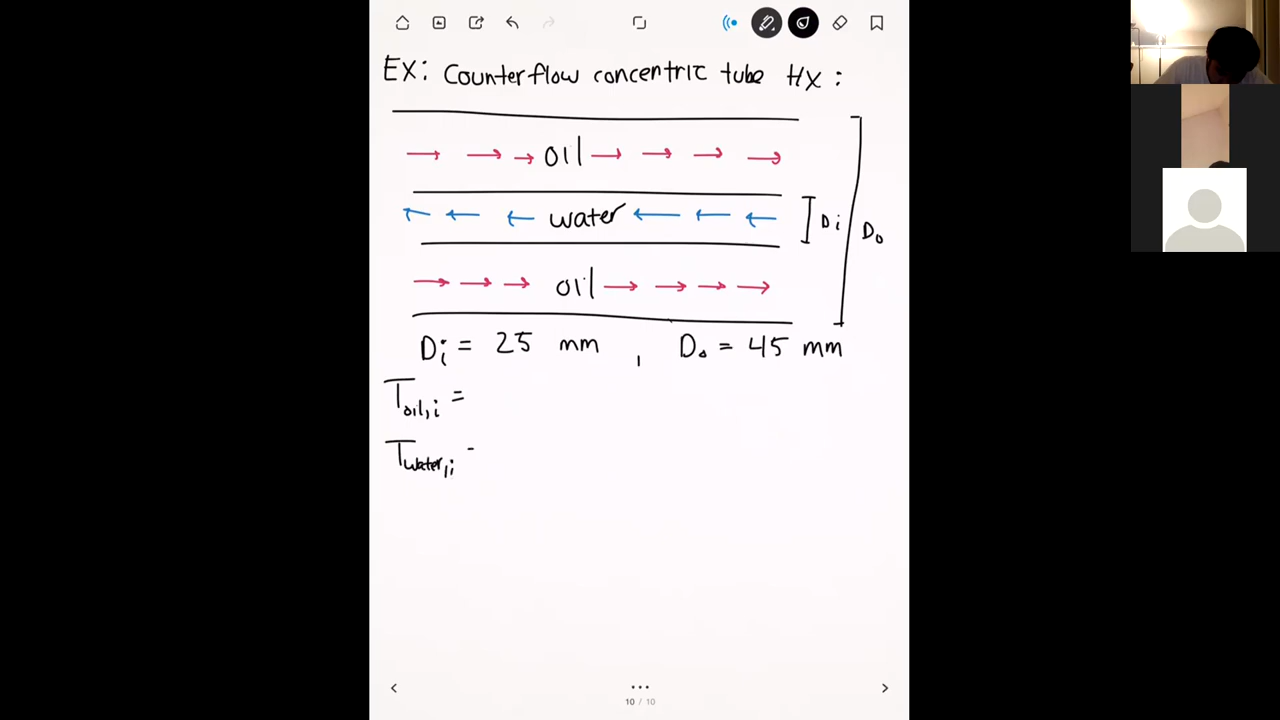 EX: Counterflow concentric tube HX :
oil
water
Di
Do
oil
Di = 25 mm , Do = 45 mm
Toil,i =
Twater,i -
10 / 10